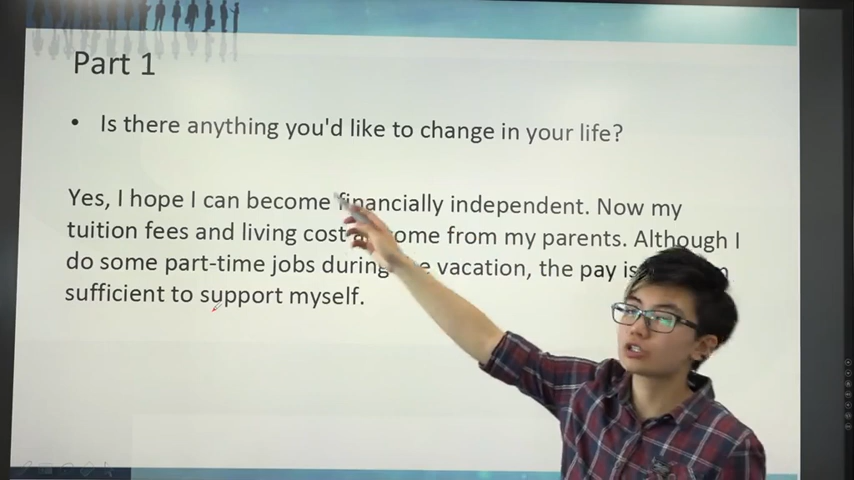 Part 1
• Is there anything you'd like to change in your life?
Yes, I hope I can become financially independent. Now my
tuition fees and living cost come from my parents. Although I
do some part-time jobs during vacation, the pay is
sufficient to support myself.